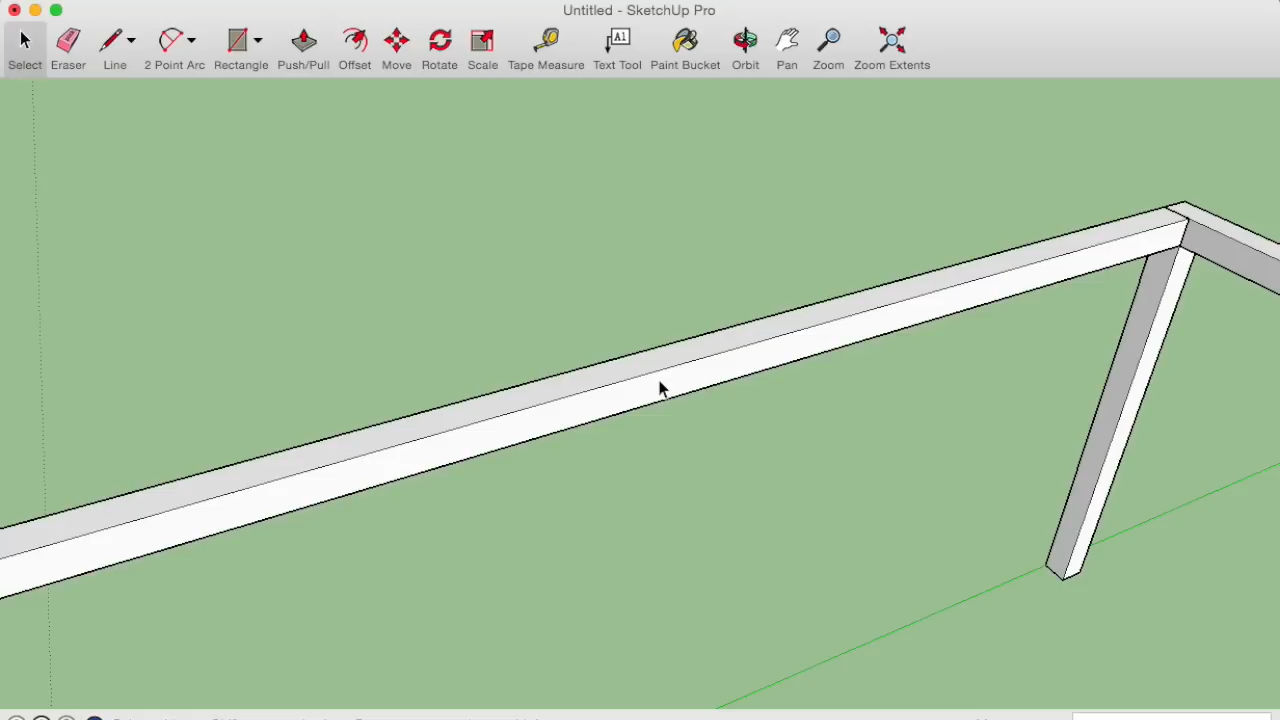 Untitled - SketchUp Pro
Select Eraser Line 2 Point Arc Rectangle Push/Pull Offset Move Rotate Scale Tape Measure Text Tool Paint Bucket Orbit Pan Zoom Zoom Extents
A1